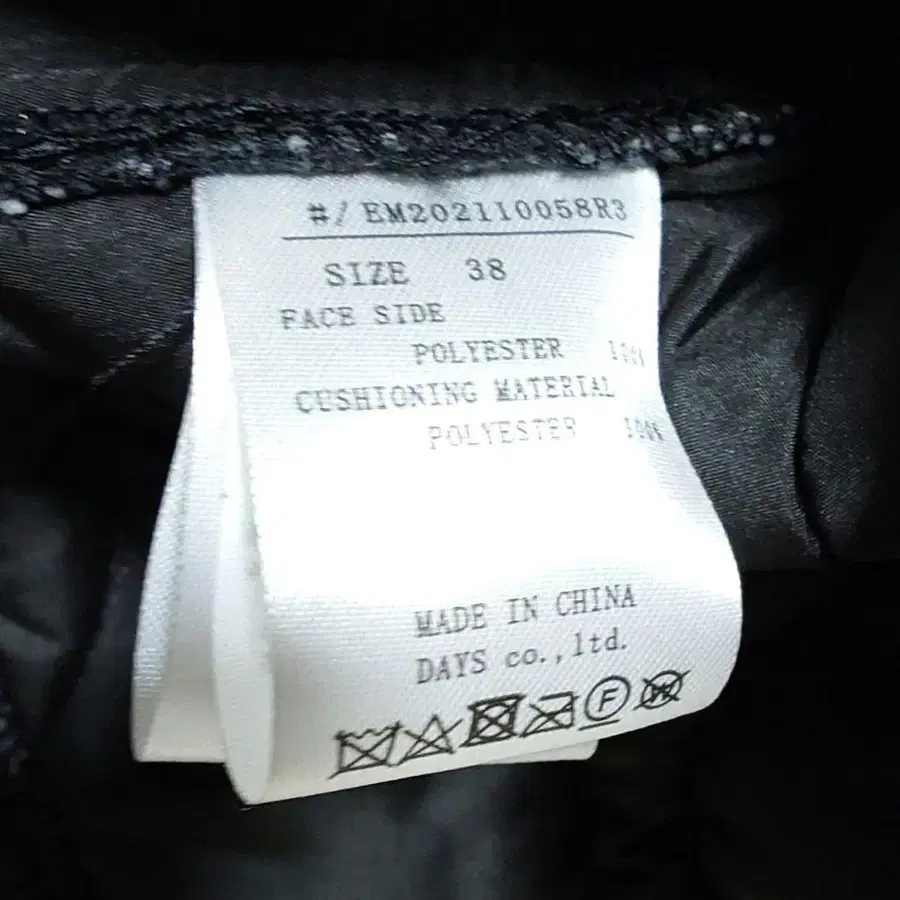 #/ EM202110058R3
SIZE 38
FACE SIDE
POLYESTER 100%
CUSHIONING MATERIAL
POLYESTER 100%
MADE IN CHINA
DAYS co.,ltd.
F
W